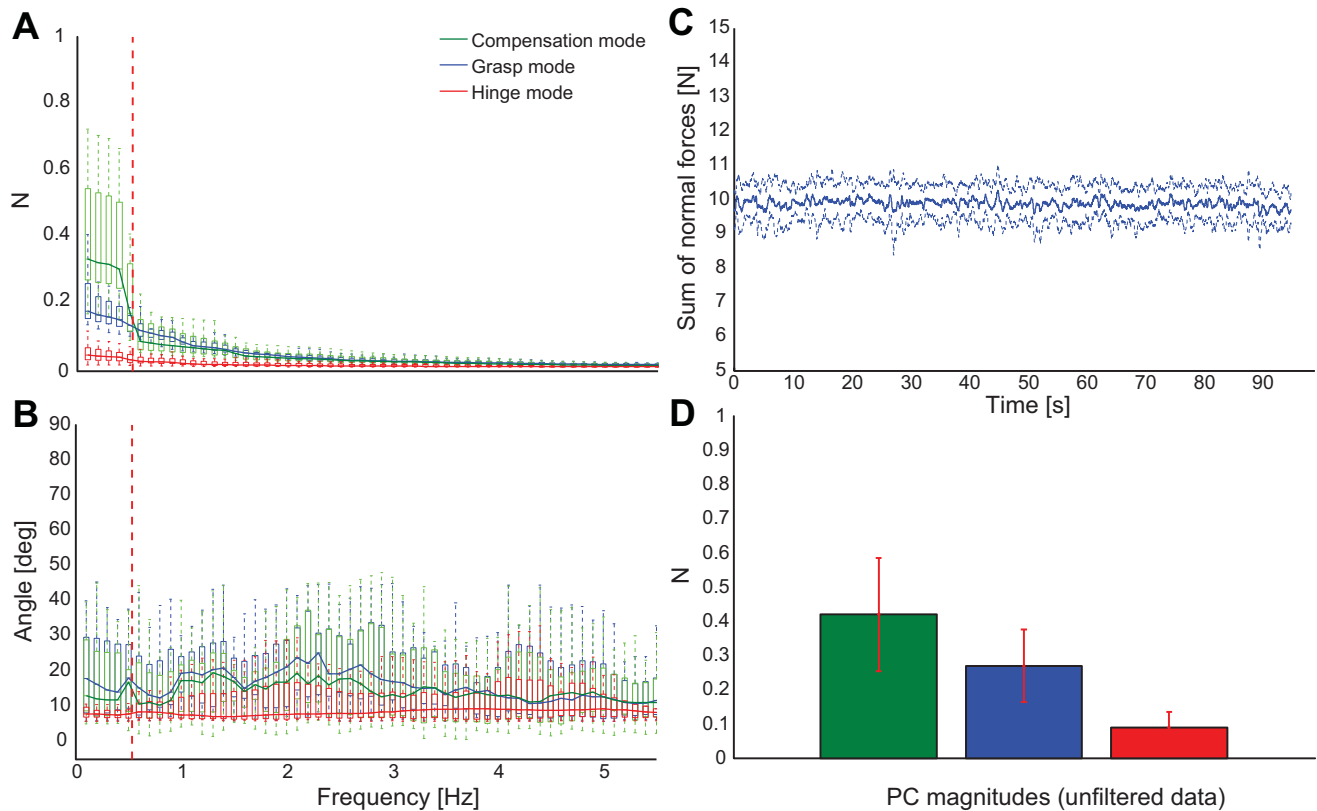 A
N
1
0.8
0.6
0.4
0.2
0
Compensation mode
Grasp mode
Hinge mode
B
Angle [deg]
90
80
70
60
50
40
30
20
10
0
0 1 2 3 4 5
Frequency [Hz]
C
Sum of normal forces [N]
15
14
13
12
11
10
9
8
7
6
5
0 10 20 30 40 50 60 70 80 90
Time [s]
D
N
1
0.9
0.8
0.7
0.6
0.5
0.4
0.3
0.2
0.1
0
PC magnitudes (unfiltered data)